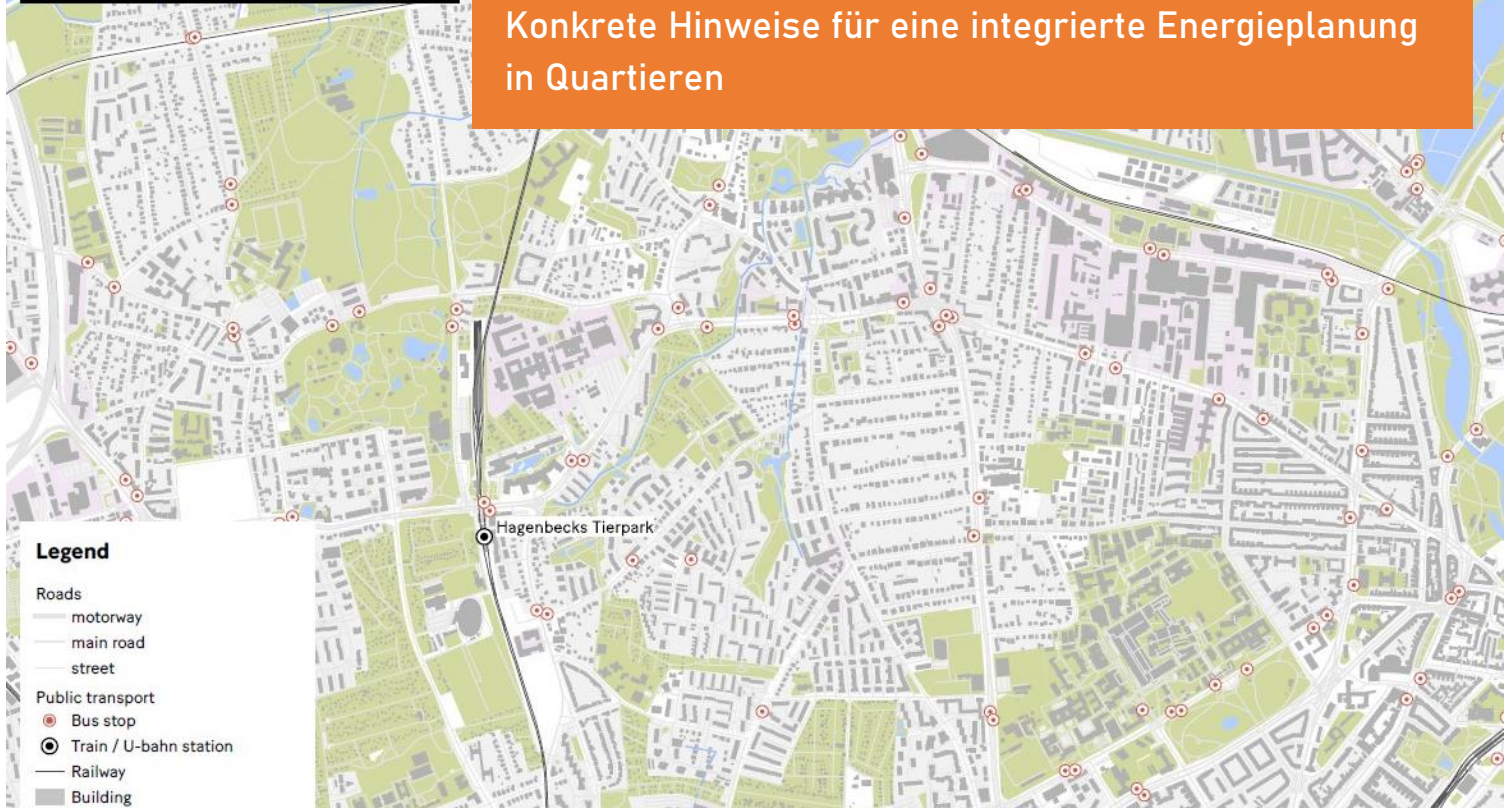 Konkrete Hinweise für eine integrierte Energieplanung
in Quartieren
Hagenbecks Tierpark
Legend
Roads
motorway
main road
street
Public transport
Bus stop
Train / U-bahn station
Railway
Building